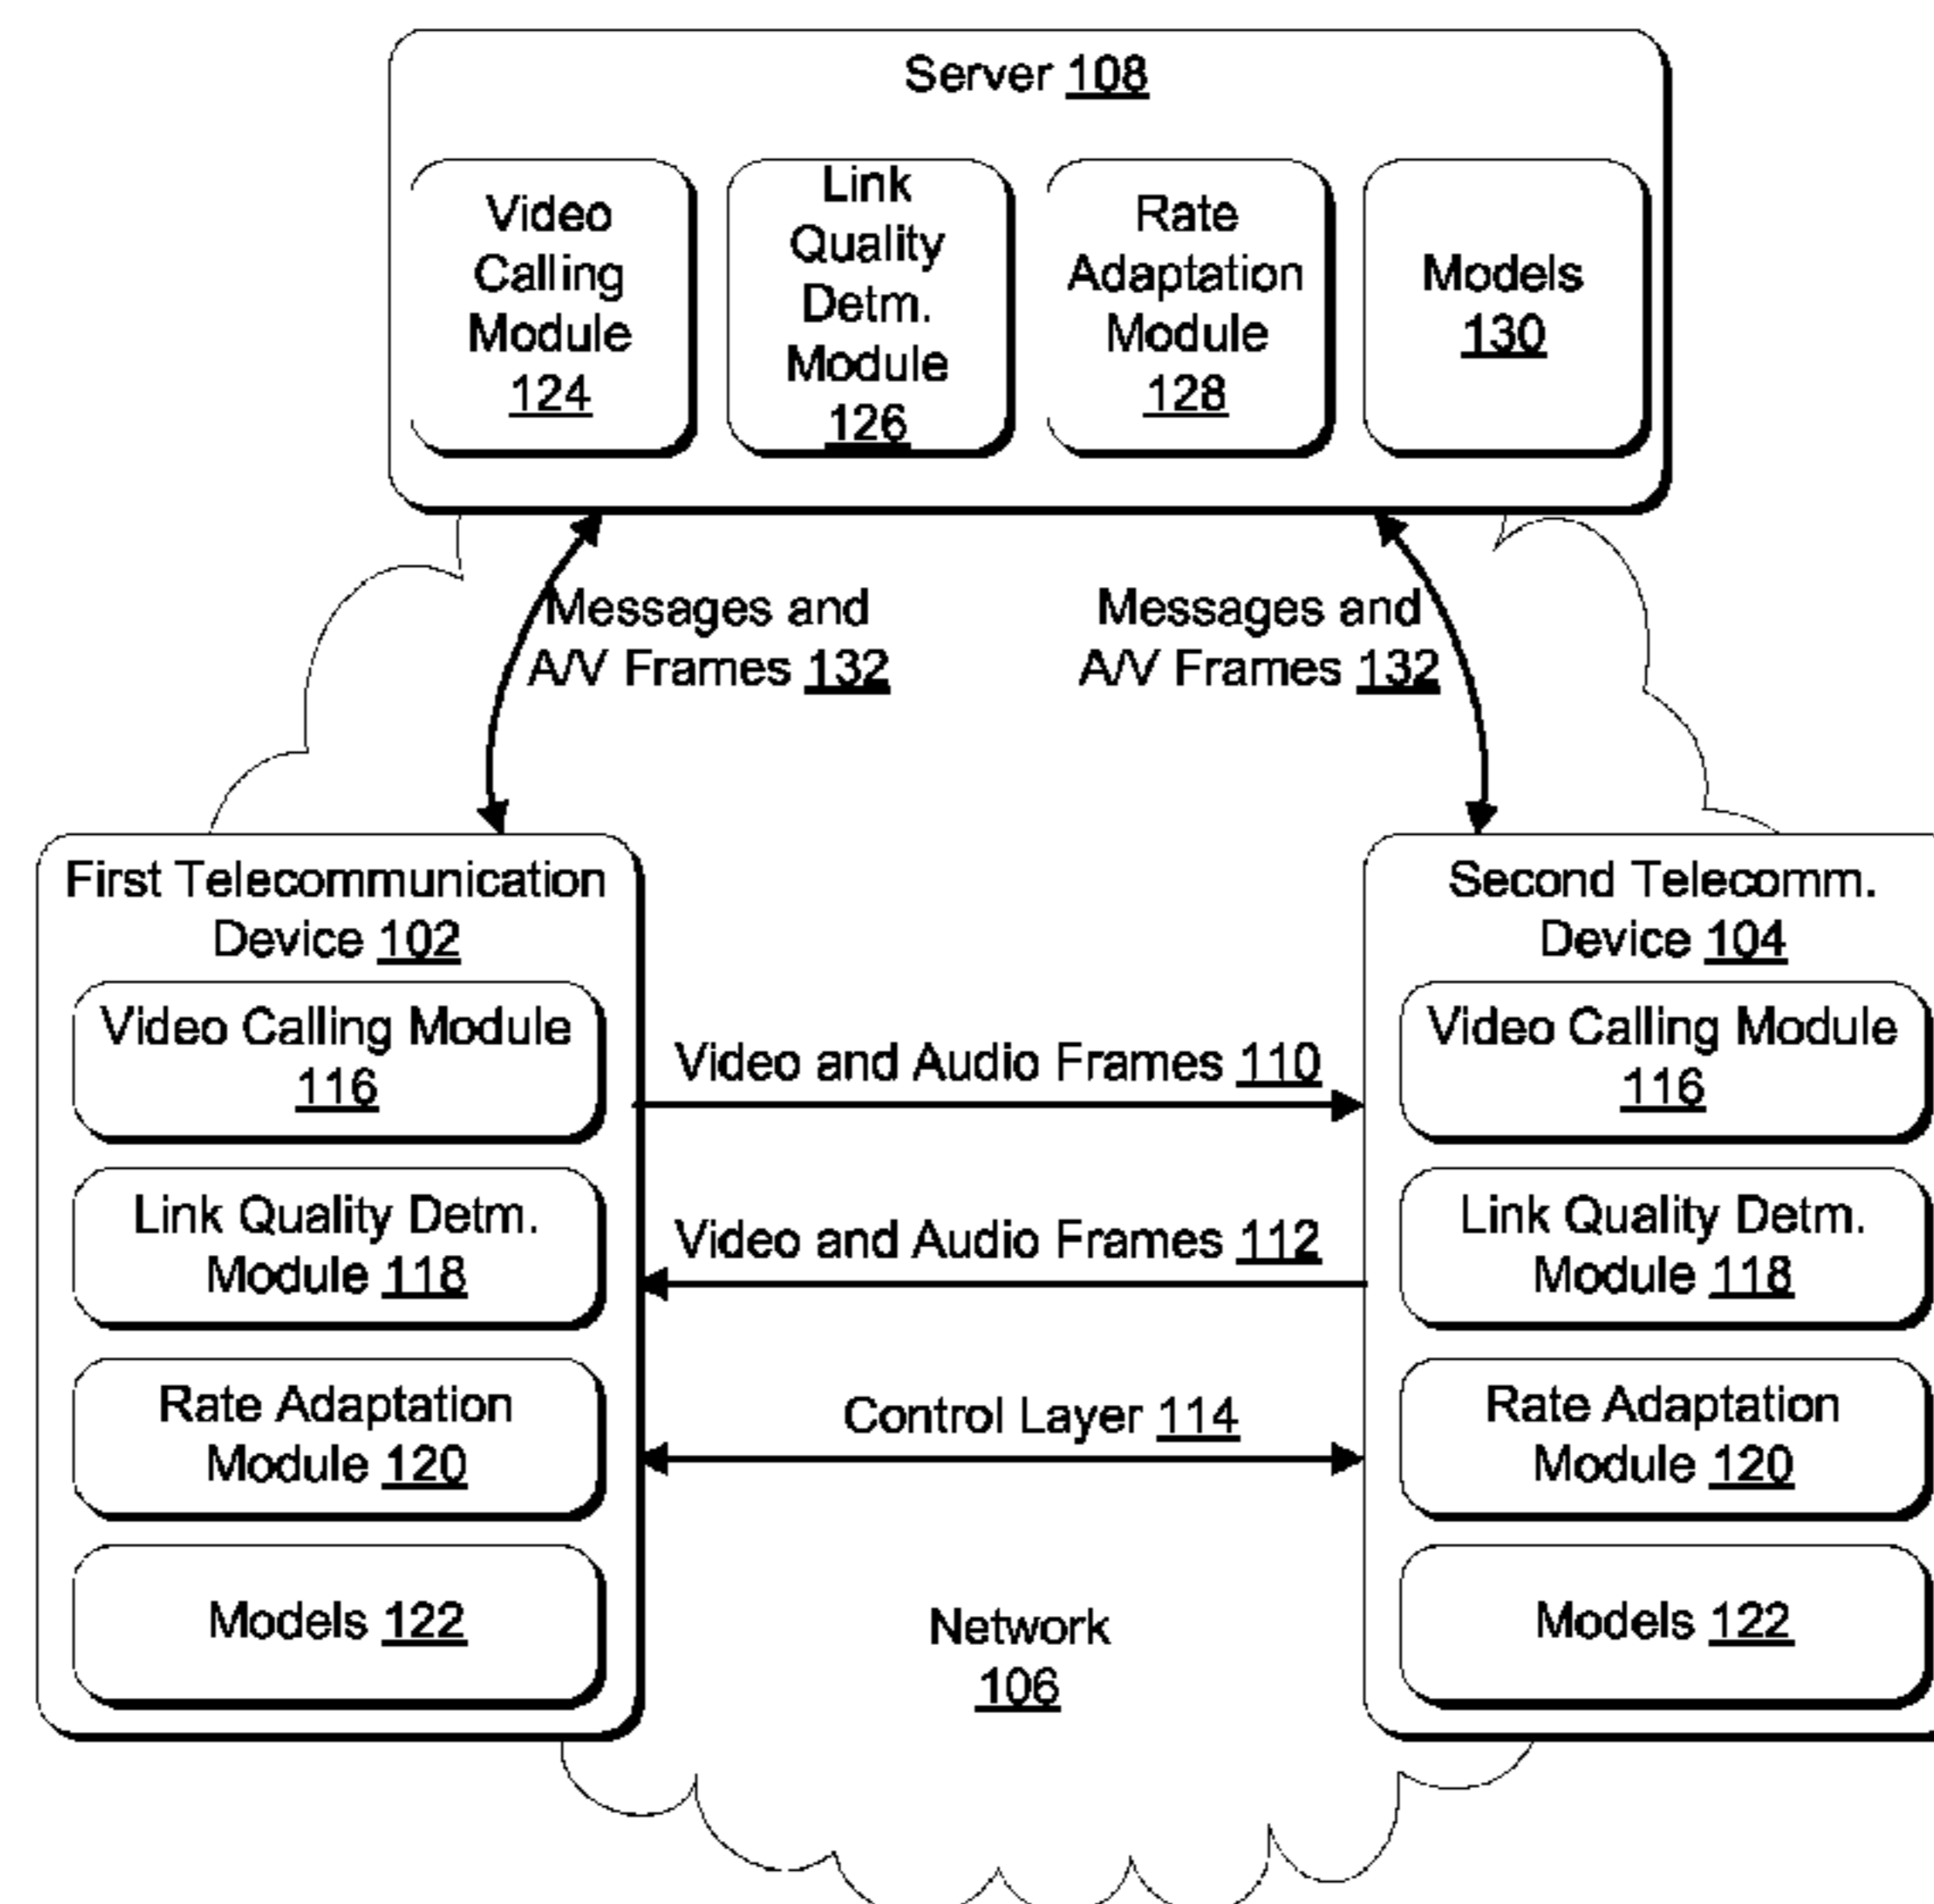 Server 108
Video
Calling
Module
124
Link
Quality
Detm.
Module
126
Rate
Adaptation
Module
128
Models
130
Messages and
A/V Frames 132
Messages and
A/V Frames 132
First Telecommunication
Device 102
Video Calling Module
116
Link Quality Detm.
Module 118
Rate Adaptation
Module 120
Models 122
Video and Audio Frames 110
Video and Audio Frames 112
Control Layer 114
Network
106
Second Telecomm.
Device 104
Video Calling Module
116
Link Quality Detm.
Module 118
Rate Adaptation
Module 120
Models 122